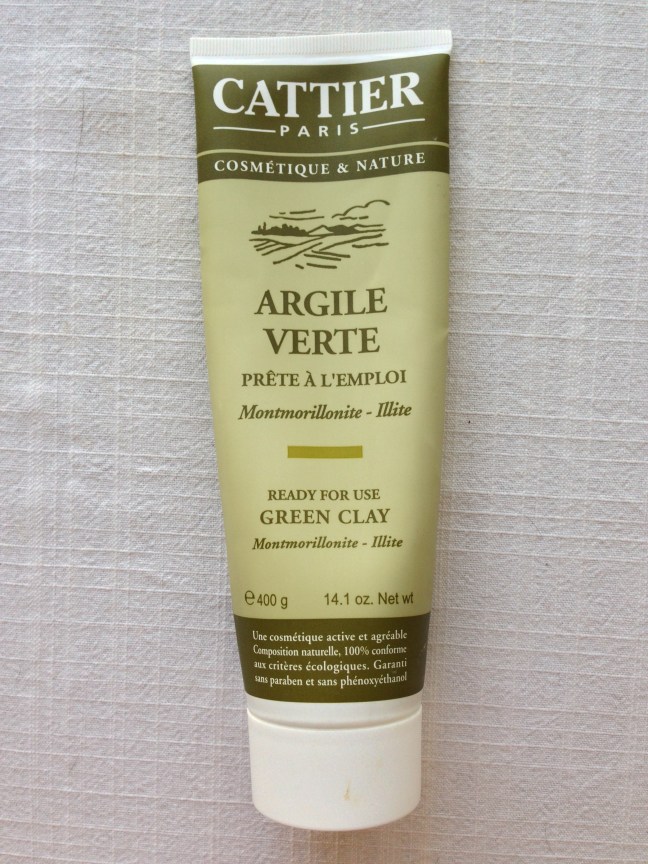 CATTIER
PARIS
COSMÉTIQUE & NATURE
ARGILE
VERTE
PRÊTE À L'EMPLOI
Montmorillonite - Illite
READY FOR USE
GREEN CLAY
Montmorillonite - Illite
℮ 400 g 14.1 oz. Net wt
Une cosmétique active et agréable
Composition naturelle, 100% conforme
aux critères écologiques. Garanti
sans paraben et sans phénoxyéthanol